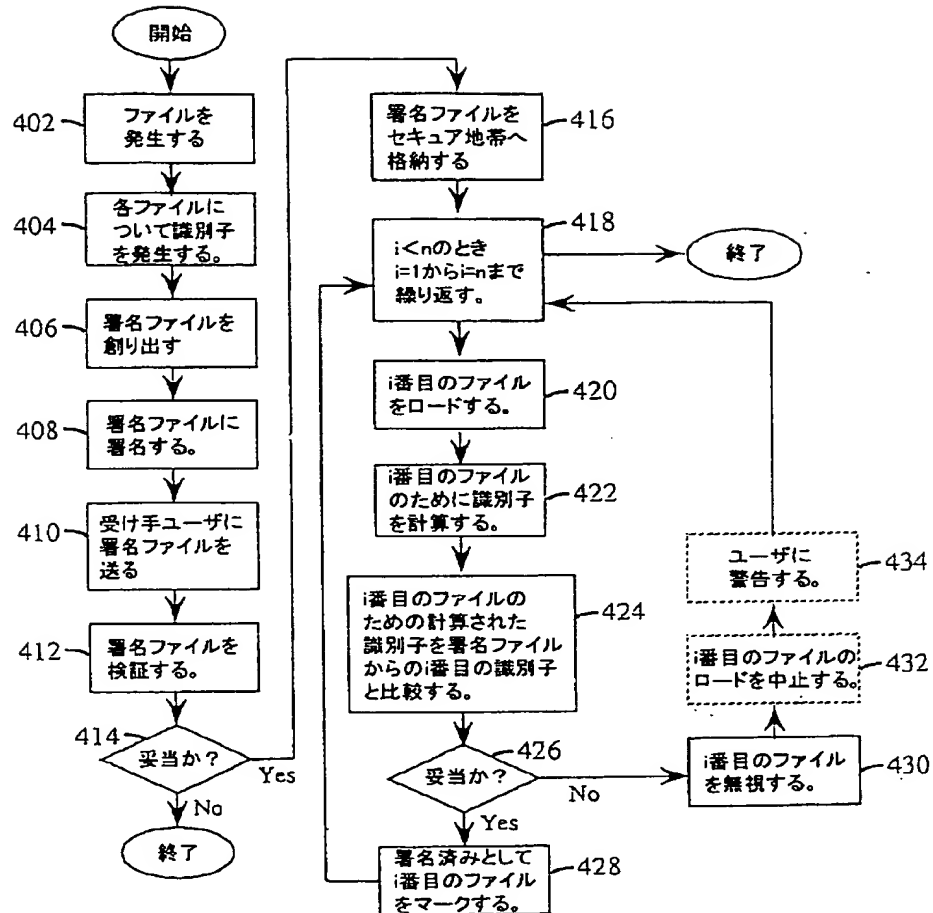 開始
402
ファイルを
発生する
404
各ファイルに
ついて識別子
を発生する。
406
署名ファイルを
創り出す
408
署名ファイルに
署名する。
410
受け手ユーザに
署名ファイルを
送る
412
署名ファイルを
検証する。
414
妥当か?
Yes
No
終了
署名ファイルを
セキュア地帯へ
格納する
416
418
i<nのとき
i=1からi=nまで
繰り返す。
終了
i番目のファイル
をロードする。
420
i番目のファイル
のために識別子
を計算する。
422
i番目のファイルの
ための計算された
識別子を署名ファイル
からのi番目の識別子
と比較する。
424
426
妥当か?
No
Yes
署名済みとして
i番目のファイル
をマークする。
428
ユーザに
警告する。
434
i番目のファイルの
ロードを中止する。
432
i番目のファイル
を無視する。
430